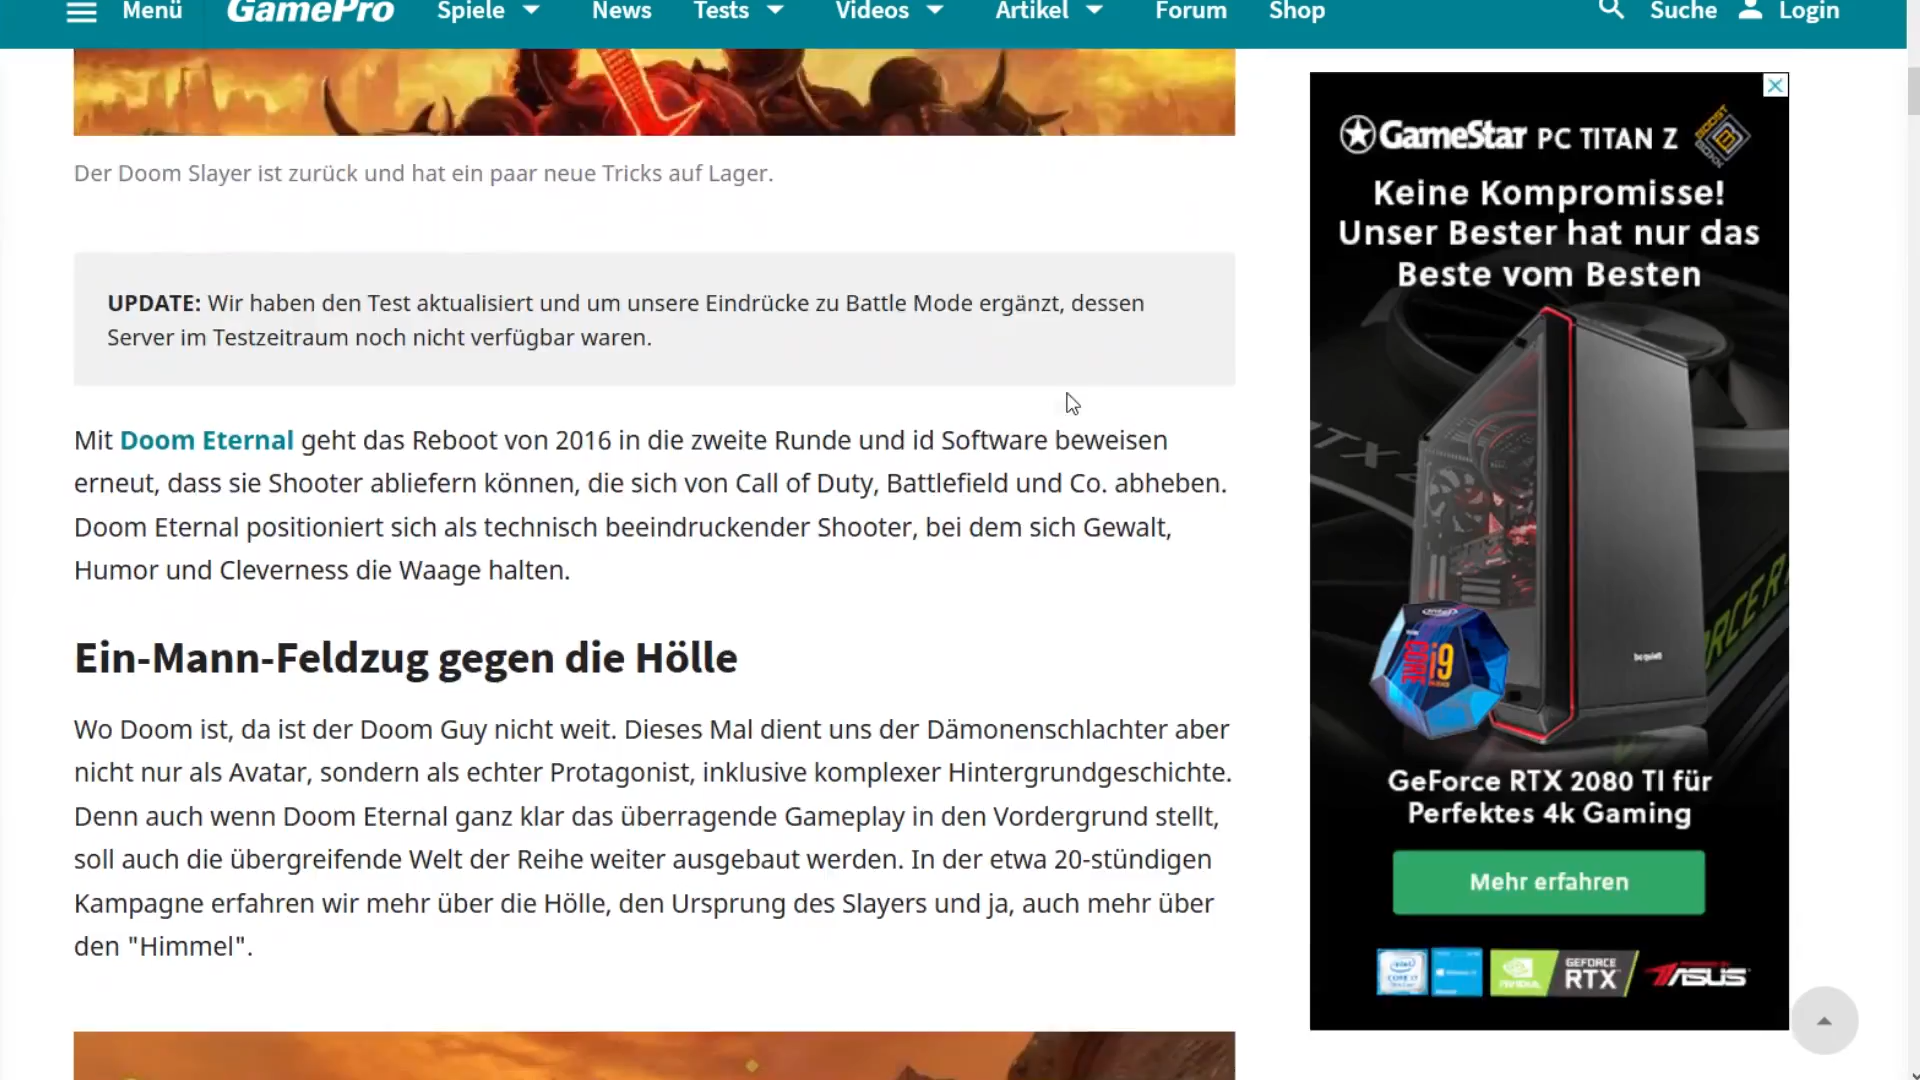 Menü GamePro Spiele News Tests Videos Artikel Forum Shop Suche Login
Der Doom Slayer ist zurück und hat ein paar neue Tricks auf Lager.
UPDATE: Wir haben den Test aktualisiert und um unsere Eindrücke zu Battle Mode ergänzt, dessen
Server im Testzeitraum noch nicht verfügbar waren.
Mit Doom Eternal geht das Reboot von 2016 in die zweite Runde und id Software beweisen
erneut, dass sie Shooter abliefern können, die sich von Call of Duty, Battlefield und Co. abheben.
Doom Eternal positioniert sich als technisch beeindruckender Shooter, bei dem sich Gewalt,
Humor und Cleverness die Waage halten.
Ein-Mann-Feldzug gegen die Hölle
Wo Doom ist, da ist der Doom Guy nicht weit. Dieses Mal dient uns der Dämonenschlachter aber
nicht nur als Avatar, sondern als echter Protagonist, inklusive komplexer Hintergrundgeschichte.
Denn auch wenn Doom Eternal ganz klar das überragende Gameplay in den Vordergrund stellt,
soll auch die übergreifende Welt der Reihe weiter ausgebaut werden. In der etwa 20-stündigen
Kampagne erfahren wir mehr über die Hölle, den Ursprung des Slayers und ja, auch mehr über
den "Himmel".
GameStar PC TITAN Z
BOOST BOXX
Keine Kompromisse!
Unser Bester hat nur das
Beste vom Besten
be quiet!
CORE i9
GeForce RTX 2080 TI für
Perfektes 4k Gaming
Mehr erfahren
NVIDIA GEFORCE RTX
ASUS